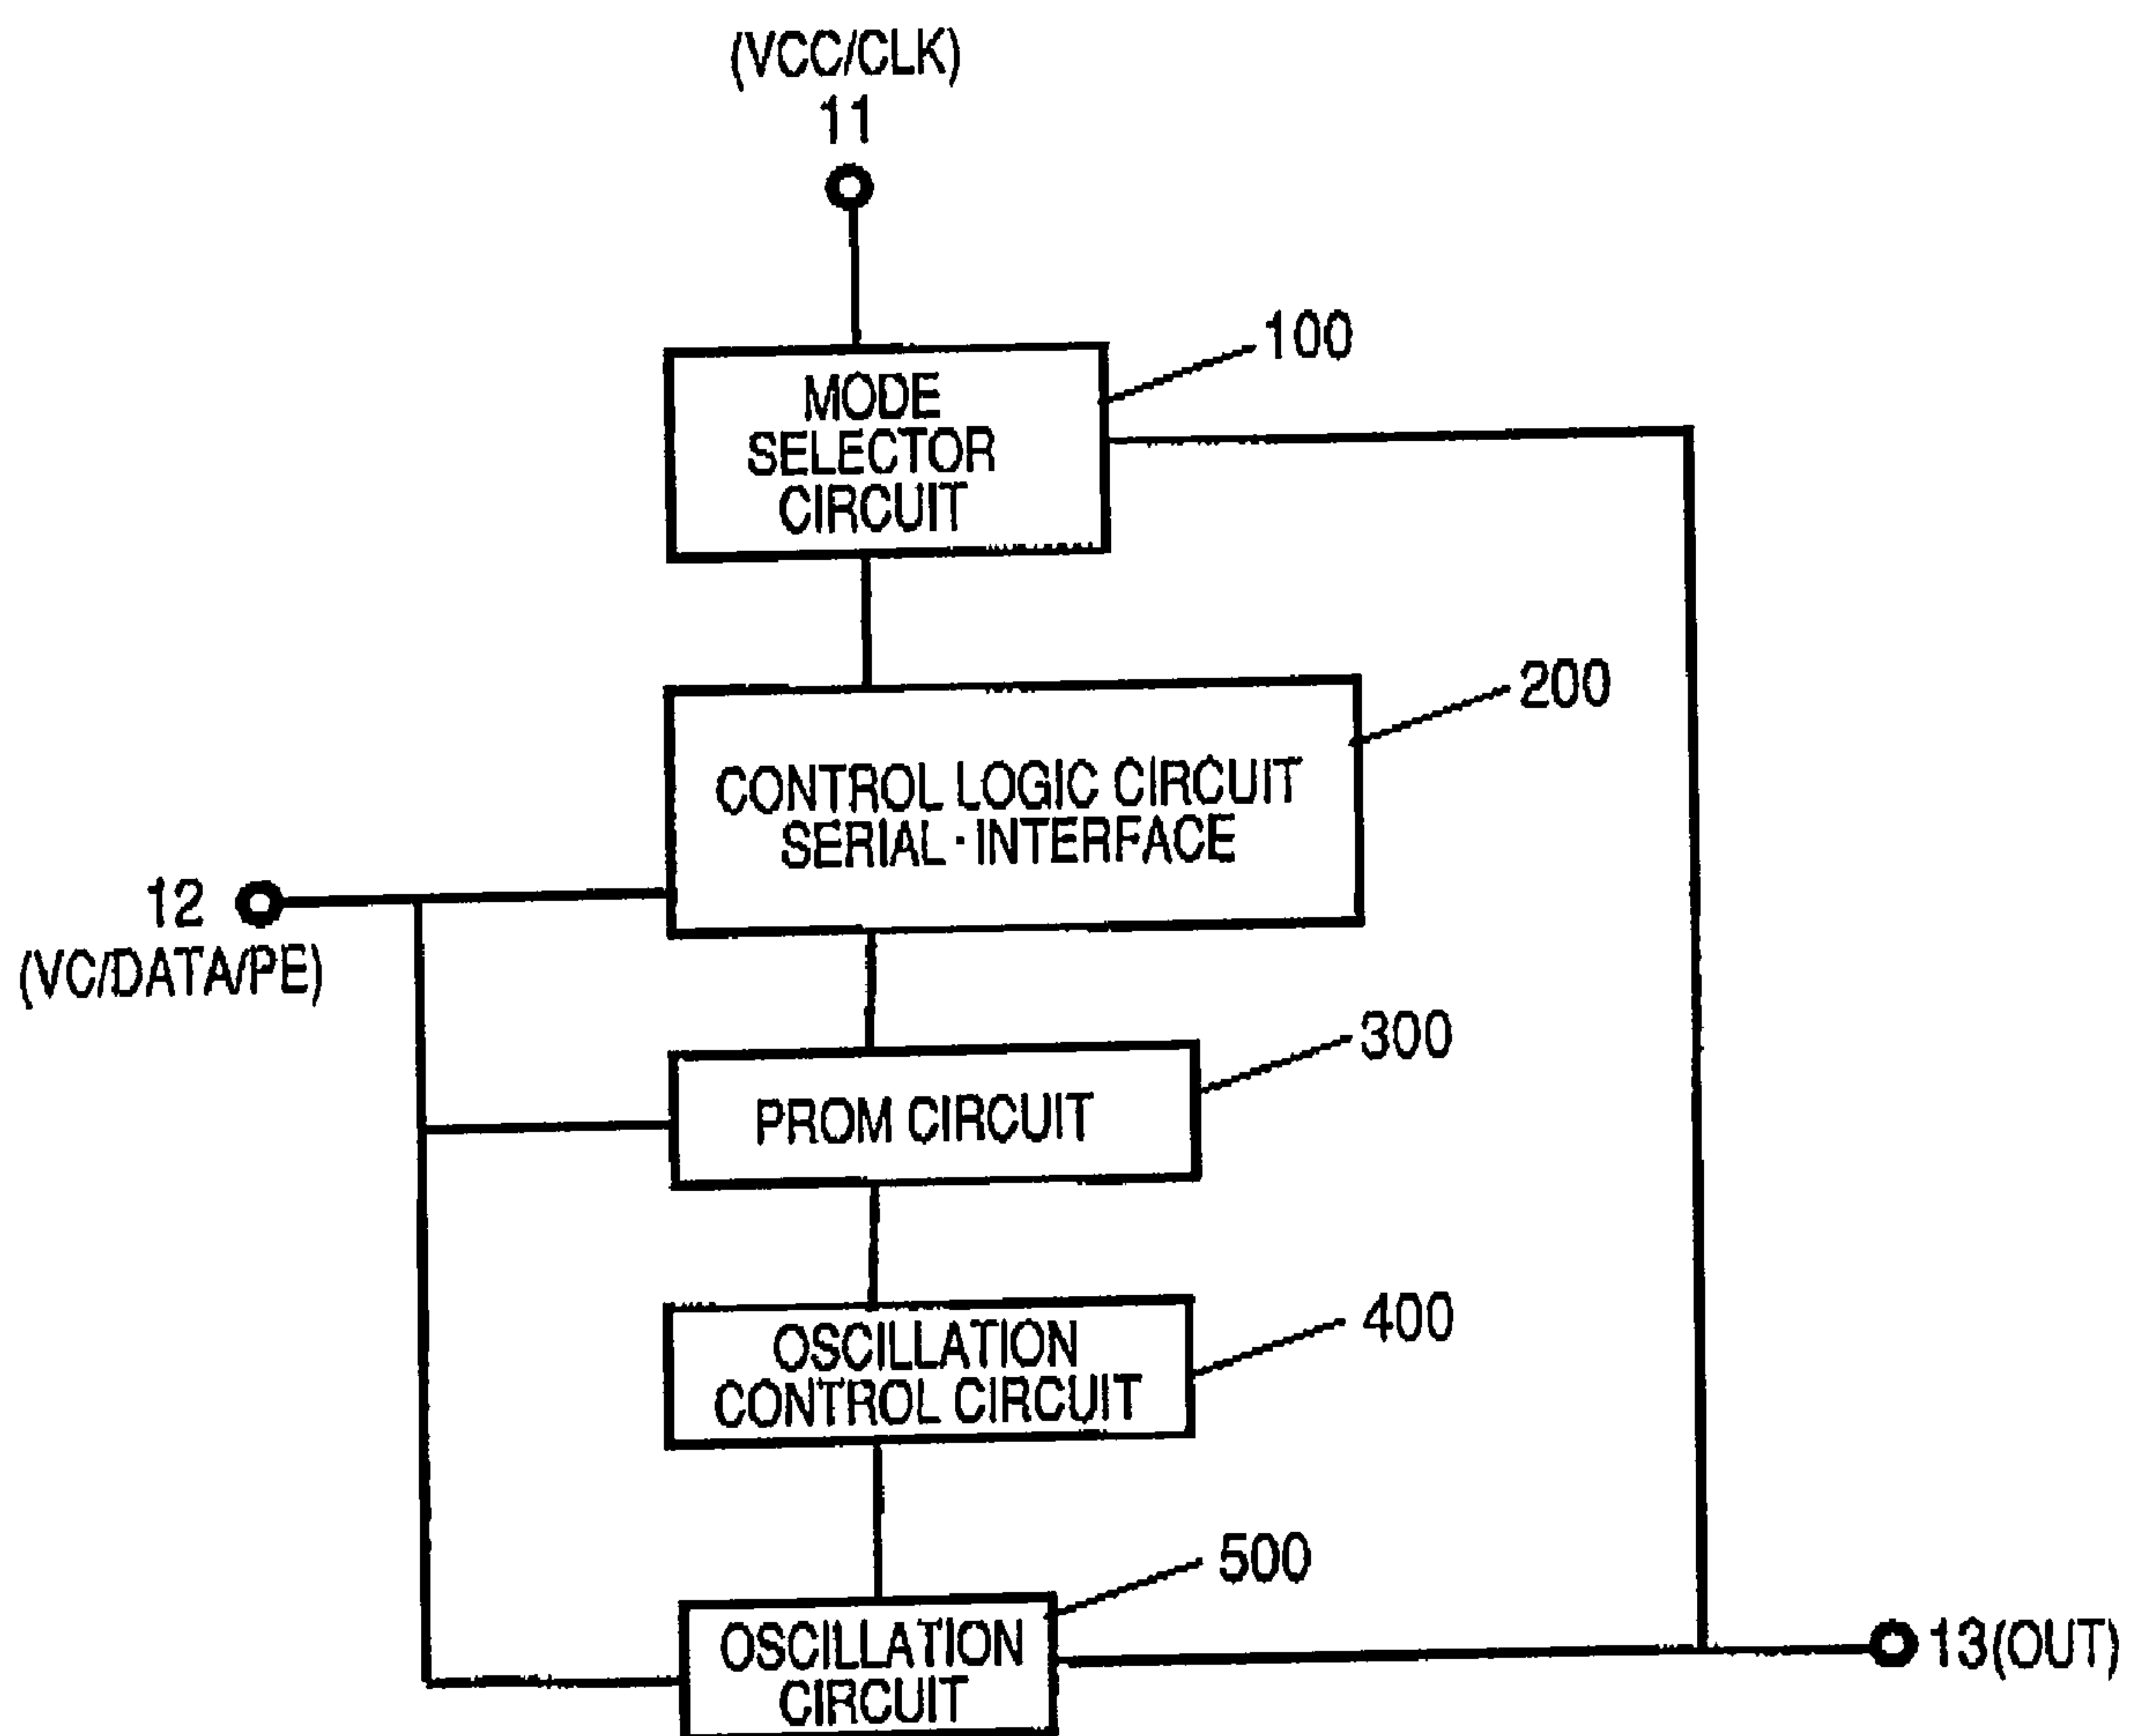 (VCC/CLK)
11
100
MODE
SELECTOR
CIRCUIT
200
CONTROL LOGIC CIRCUIT
SERIAL·INTERFACE
12
(VC/DATA/PE)
300
PROM CIRCUIT
400
OSCILLATION
CONTROL CIRCUIT
500
OSCILLATION
CIRCUIT
13(OUT)